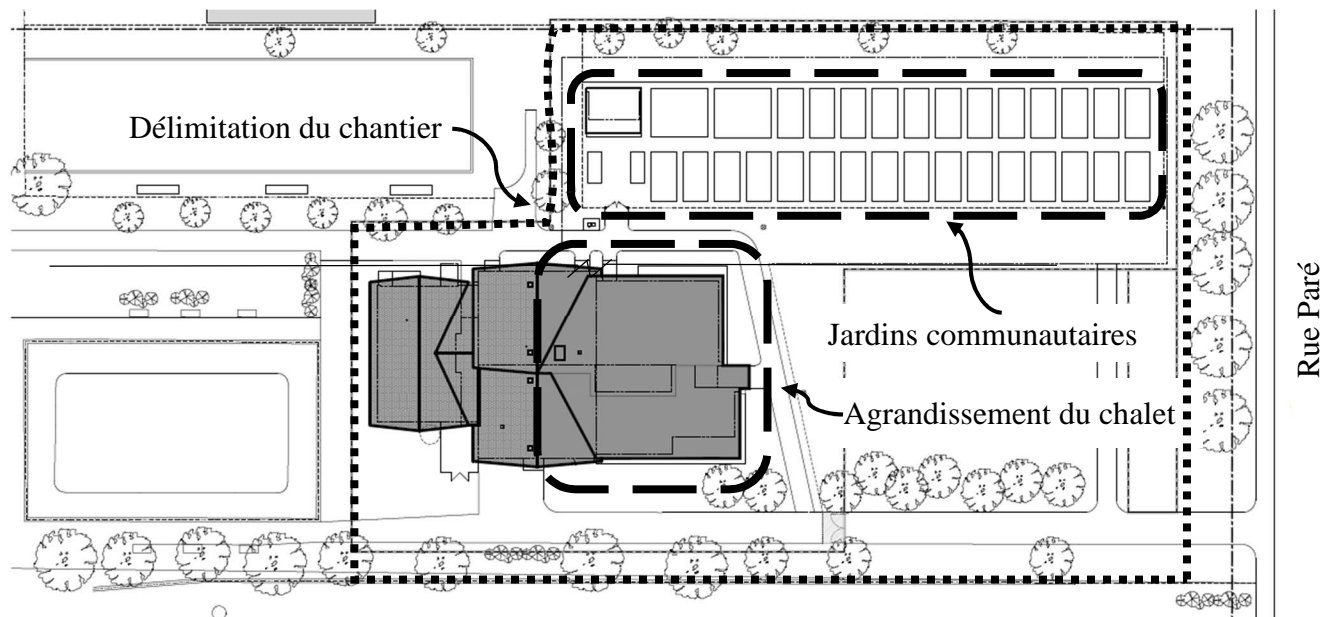 Délimitation du chantier
Jardins communautaires
Agrandissement du chalet
Rue Paré